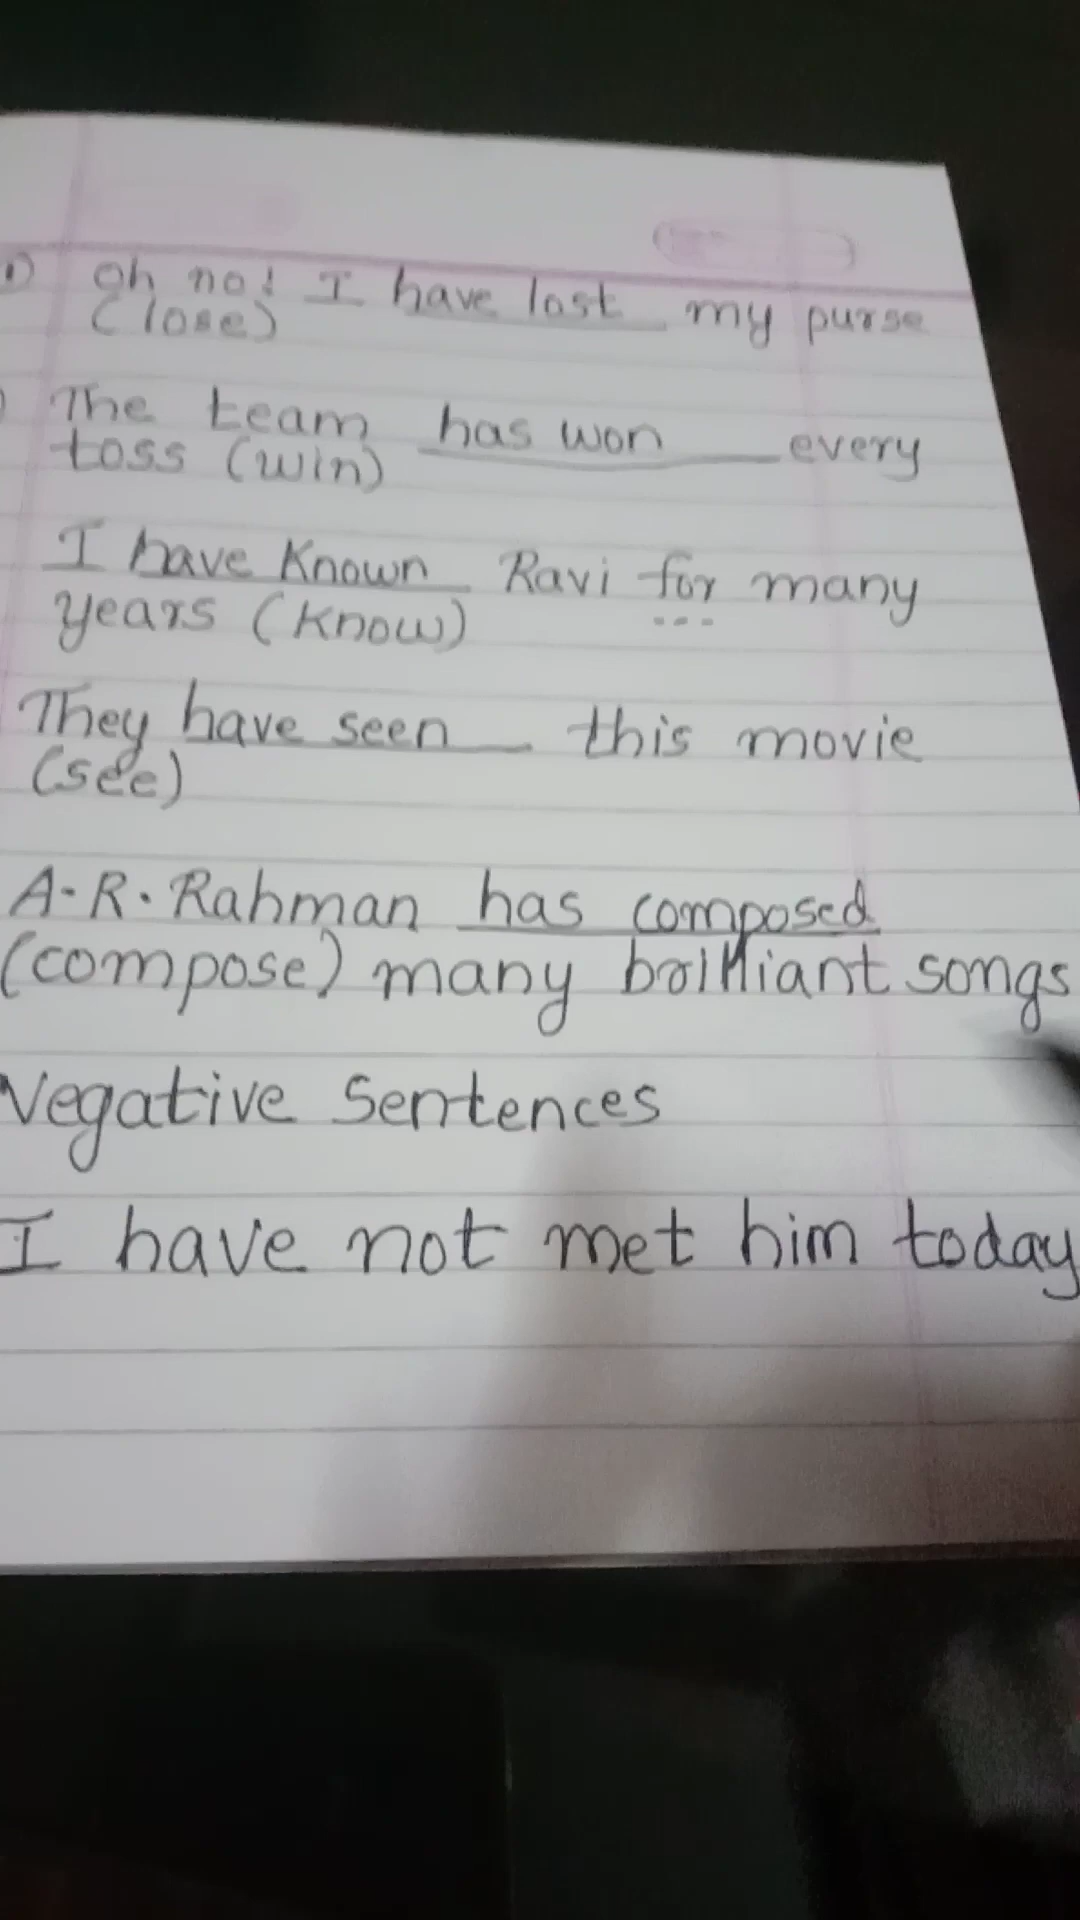 1) Oh no! I have lost my purse
(lose)
) The team has won every
toss (win)
I have Known Ravi for many
years (Know)
They have seen this movie
(see)
A.R. Rahman has composed
(compose) many brilliant songs
Negative Sentences
I have not met him today